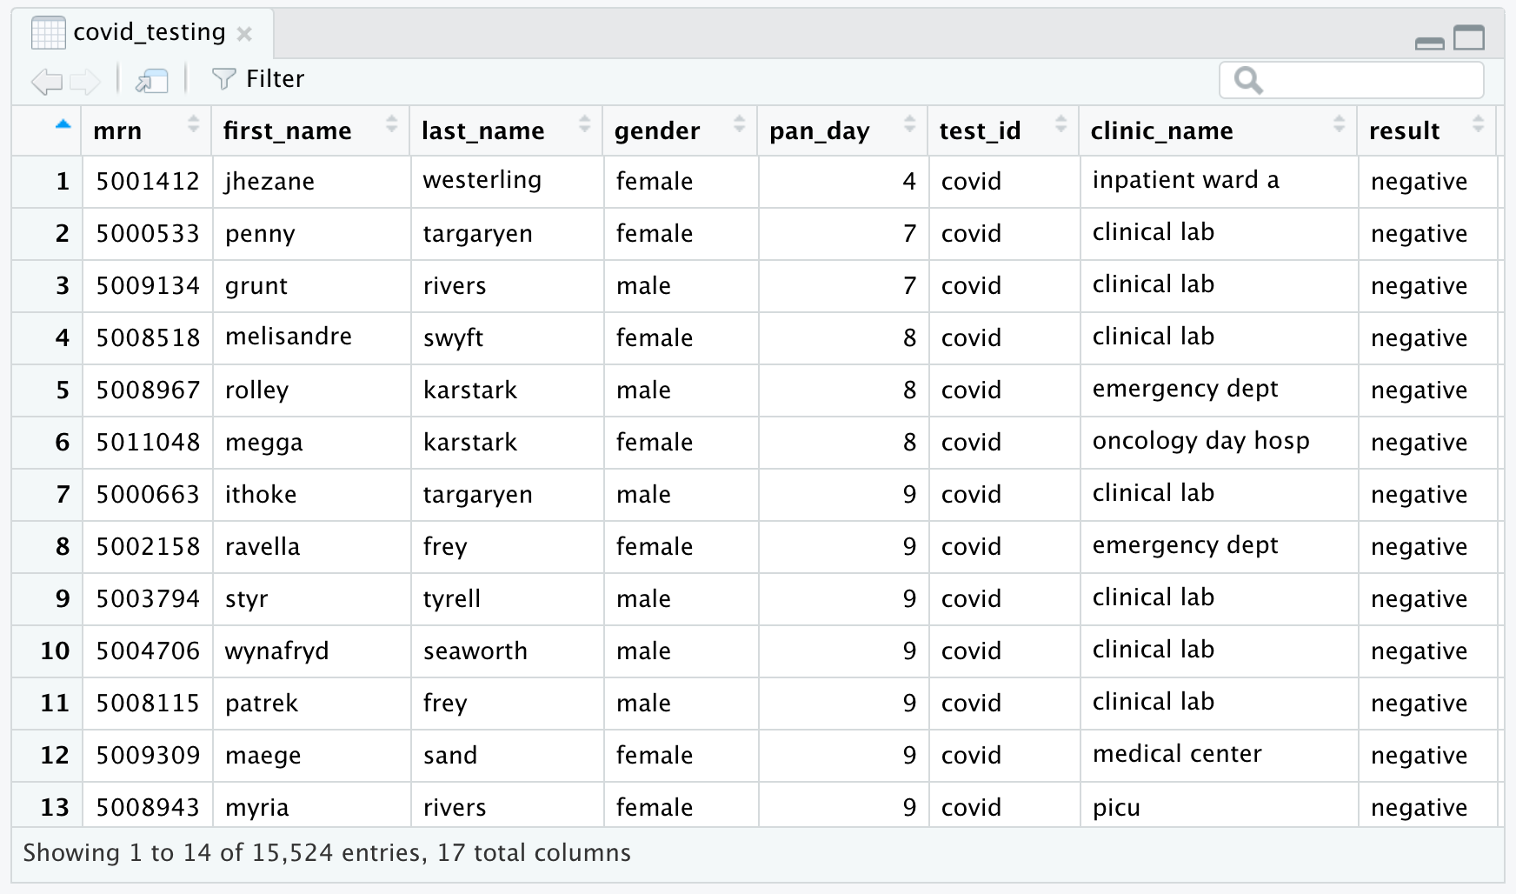 covid_testing
Filter
mrn first_name last_name gender pan_day test_id clinic_name result
1 5001412 jhezane westerling female 4 covid inpatient ward a negative
2 5000533 penny targaryen female 7 covid clinical lab negative
3 5009134 grunt rivers male 7 covid clinical lab negative
4 5008518 melisandre swyft female 8 covid clinical lab negative
5 5008967 rolley karstark male 8 covid emergency dept negative
6 5011048 megga karstark female 8 covid oncology day hosp negative
7 5000663 ithoke targaryen male 9 covid clinical lab negative
8 5002158 ravella frey female 9 covid emergency dept negative
9 5003794 styr tyrell male 9 covid clinical lab negative
10 5004706 wynafryd seaworth male 9 covid clinical lab negative
11 5008115 patrek frey male 9 covid clinical lab negative
12 5009309 maege sand female 9 covid medical center negative
13 5008943 myria rivers female 9 covid picu negative
Showing 1 to 14 of 15,524 entries, 17 total columns